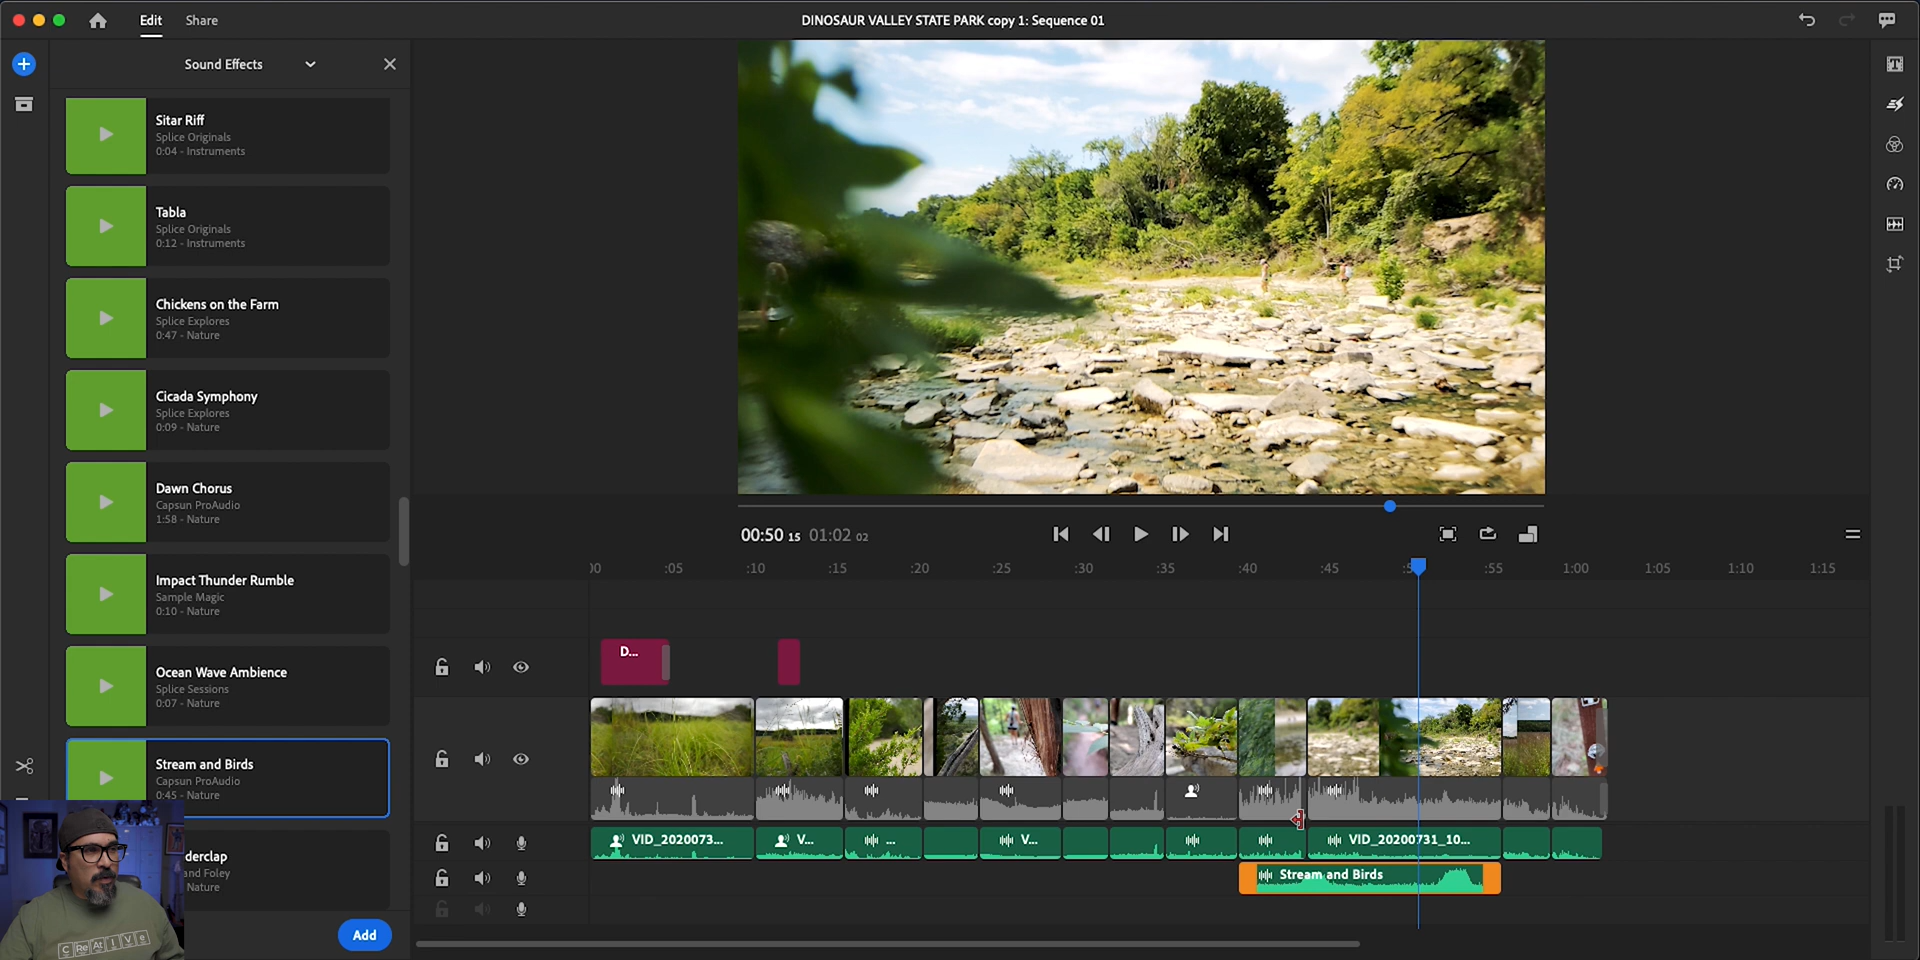 Edit
Share
DINOSAUR VALLEY STATE PARK copy 1: Sequence 01
Sound Effects
Sitar Riff
Splice Originals
0:04 - Instruments
Tabla
Splice Originals
0:12 - Instruments
Chickens on the Farm
Splice Explores
0:47 - Nature
Cicada Symphony
Splice Explores
0:09 - Nature
Dawn Chorus
Capsun ProAudio
1:58 - Nature
Impact Thunder Rumble
Sample Magic
0:10 - Nature
Ocean Wave Ambience
Splice Sessions
0:07 - Nature
Stream and Birds
Capsun ProAudio
0:45 - Nature
derclap
and Foley
Nature
Add
CReAtIVe
00:50 15 01:02 02
:05 :10 :15 :20 :25 :30 :35 :40 :45 :55 1:00 1:05 1:10 1:15
D...
VID_2020073...
V...
...
V...
VID_20200731_10...
Stream and Birds